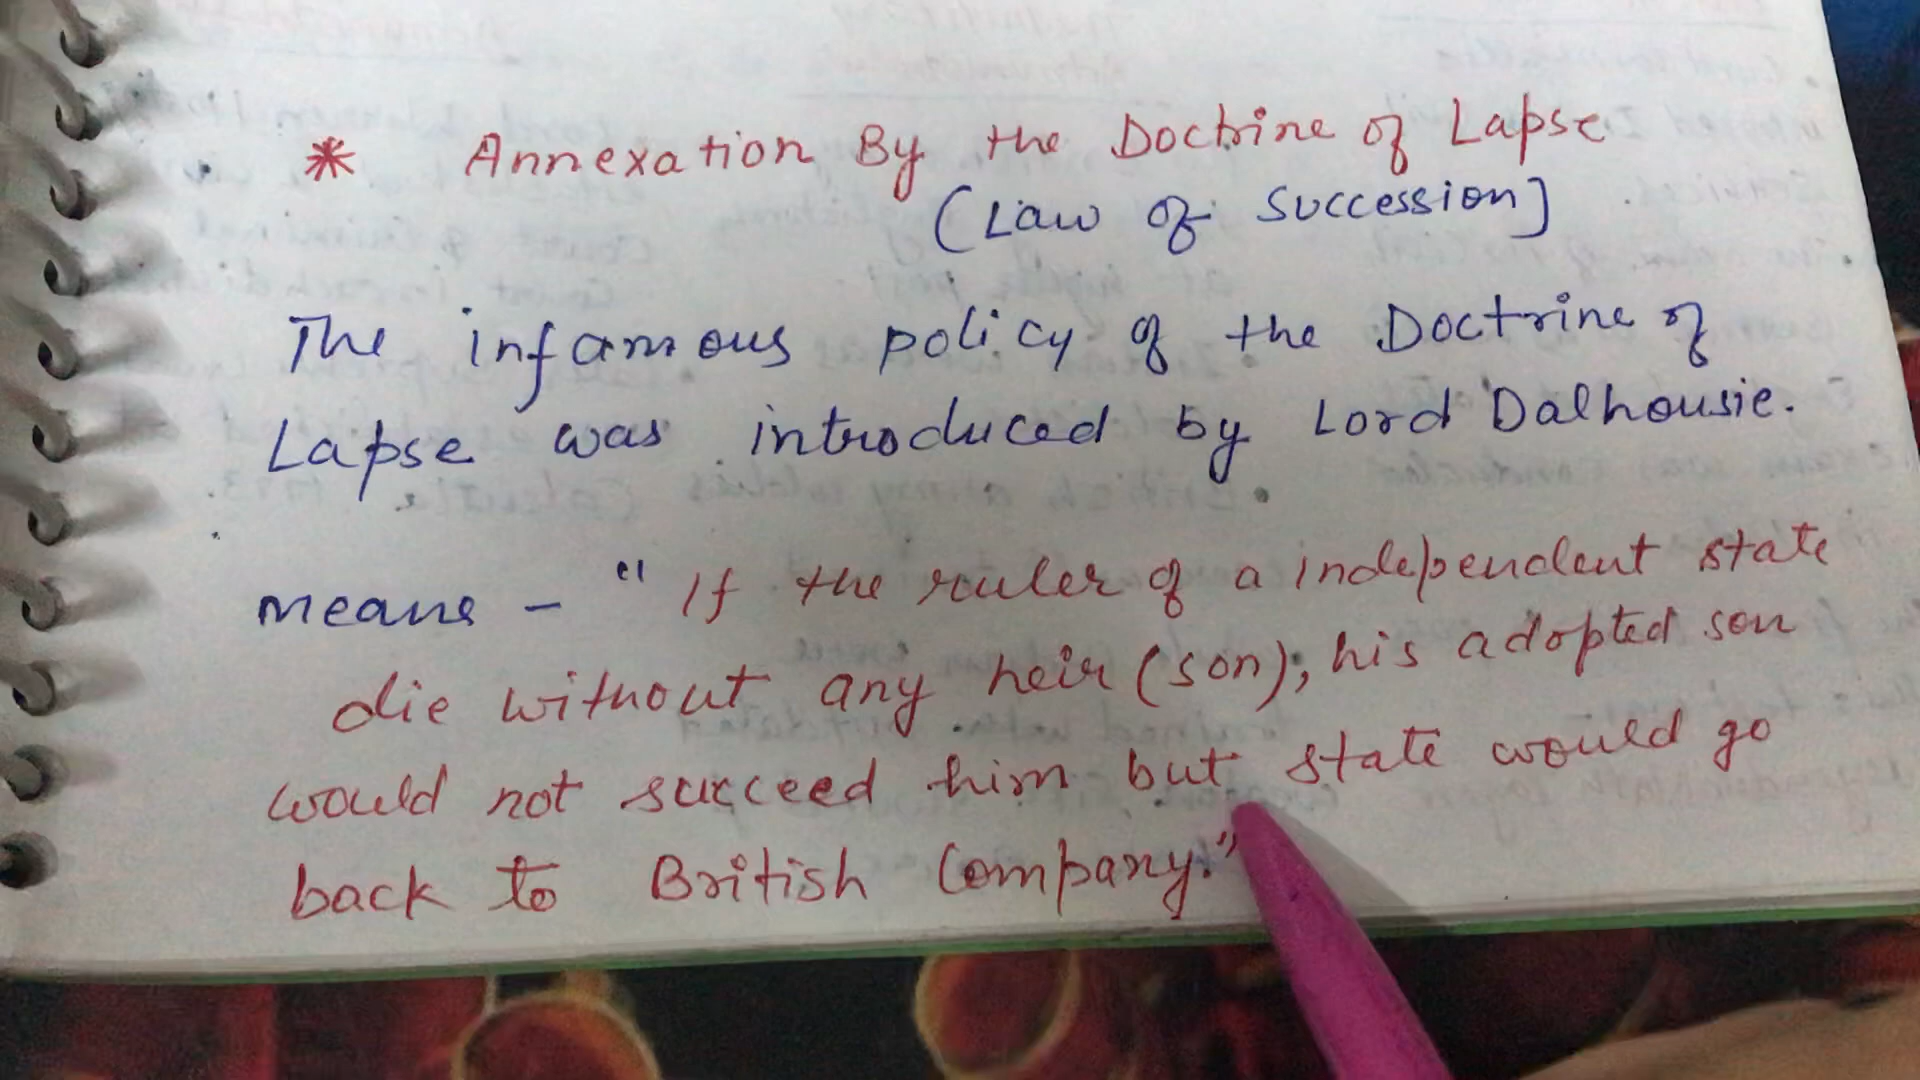 * Annexation By the Doctrine of Lapse
(Law of Succession]
The infamous policy of the Doctrine of
Lapse was introduced by Lord Dalhousie.
means - "If the ruler of a independent state
die without any heir (son), his adopted son
would not succeed him but state would go
back to British Company."